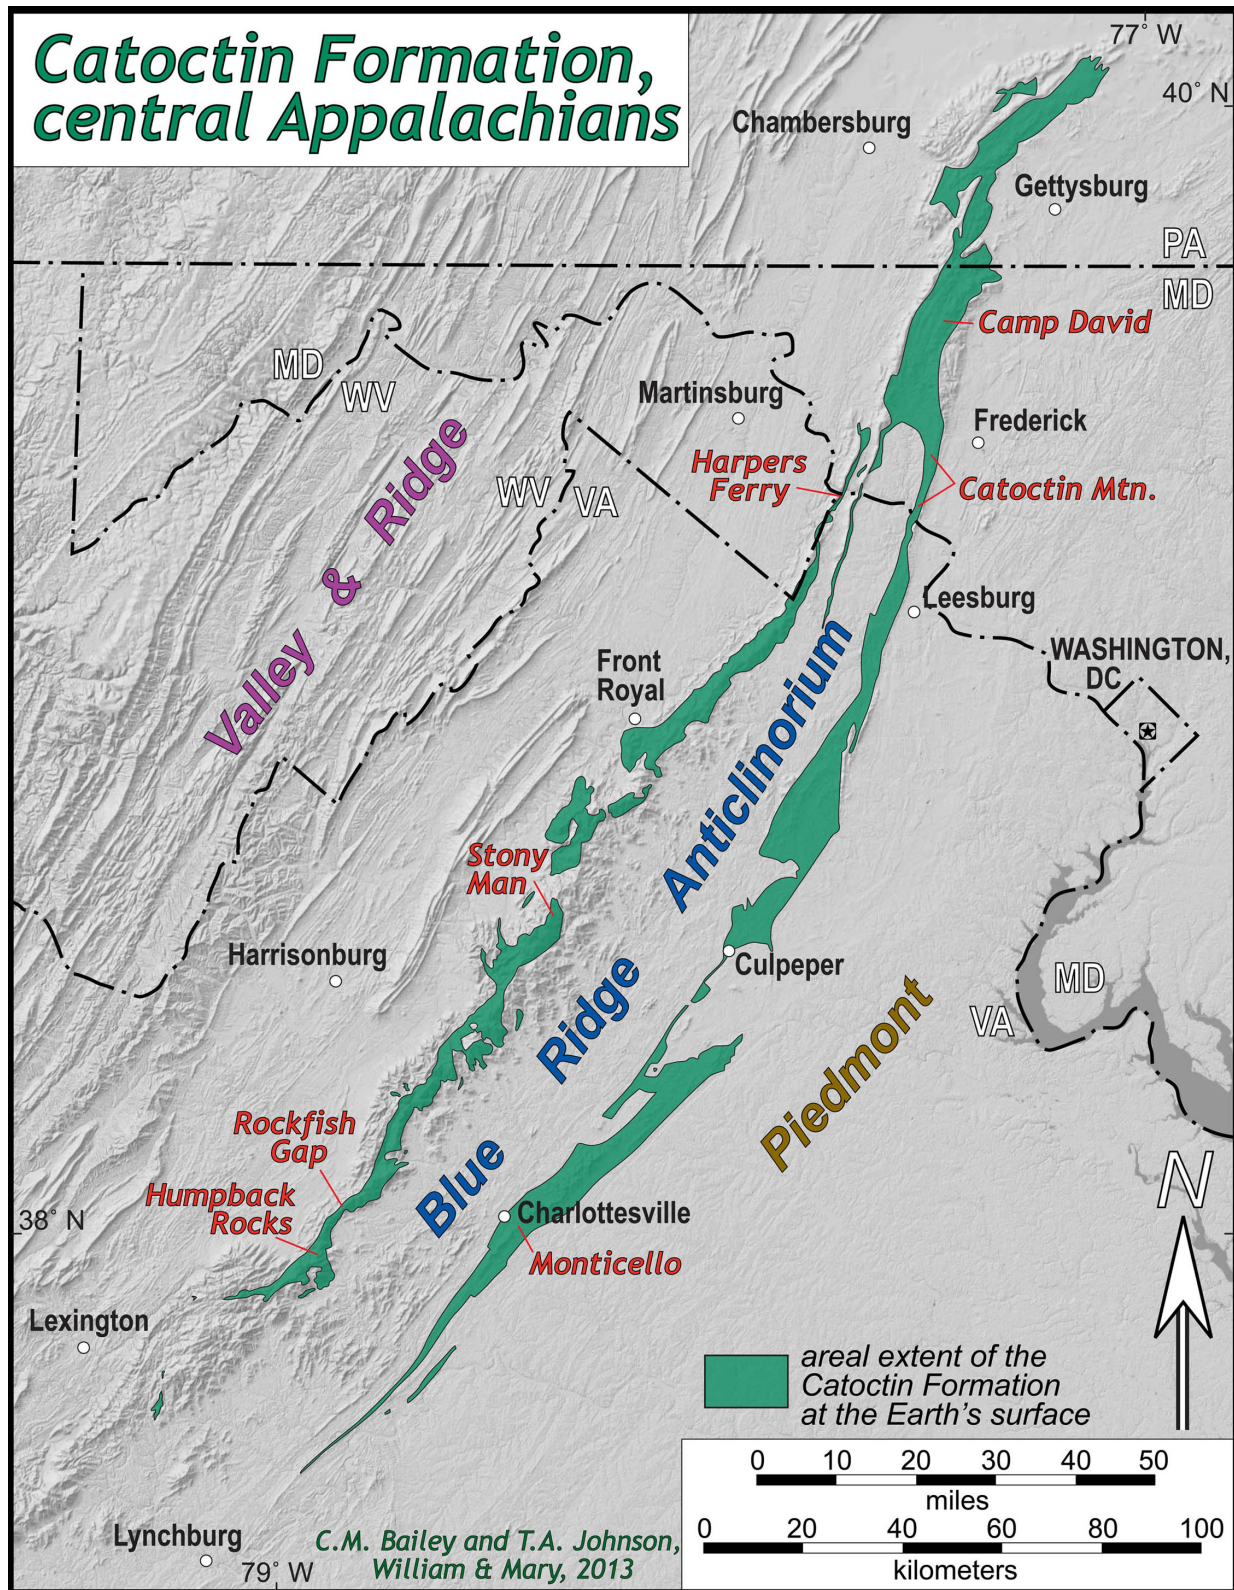 Catoctin Formation,
central Appalachians
77° W
40° N
Chambersburg
Gettysburg
PA
MD
Camp David
MD
WV
Martinsburg
Frederick
Harpers
Ferry
Catoctin Mtn.
WV
VA
Valley & Ridge
Leesburg
WASHINGTON,
DC
Front
Royal
Blue Ridge Anticlinorium
Stony
Man
Harrisonburg
Culpeper
MD
VA
Piedmont
Rockfish
Gap
Humpback
Rocks
38° N
Charlottesville
Monticello
N
Lexington
areal extent of the
Catoctin Formation
at the Earth's surface
0 10 20 30 40 50
miles
0 20 40 60 80 100
kilometers
Lynchburg
79° W
C.M. Bailey and T.A. Johnson,
William & Mary, 2013